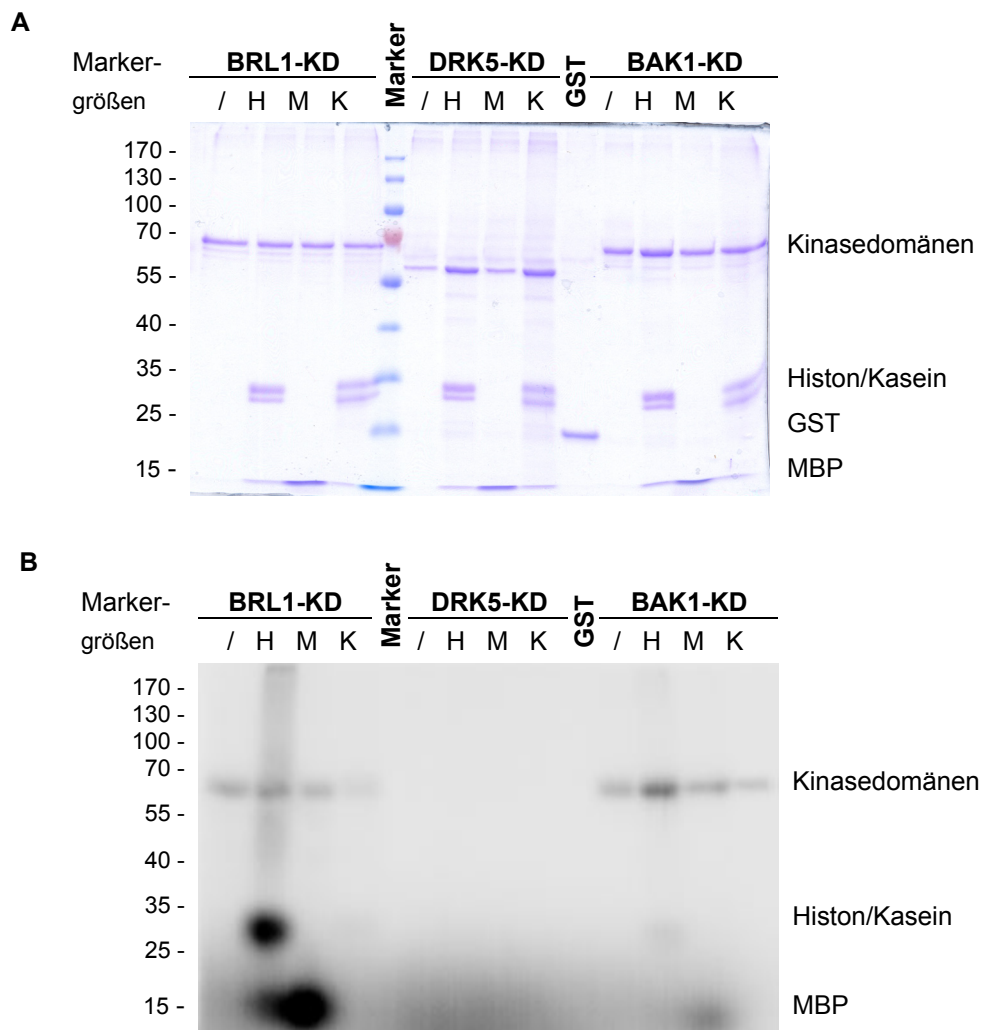 A
Marker-
größen
BRL1-KD Marker DRK5-KD GST BAK1-KD
/ H M K / H M K / H M K
170 -
130 -
100 -
70 - Kinasedomänen
55 -
40 -
35 - Histon/Kasein
25 - GST
15 - MBP
B
Marker-
größen
BRL1-KD Marker DRK5-KD GST BAK1-KD
/ H M K / H M K / H M K
170 -
130 -
100 -
70 - Kinasedomänen
55 -
40 -
35 - Histon/Kasein
25 -
15 - MBP